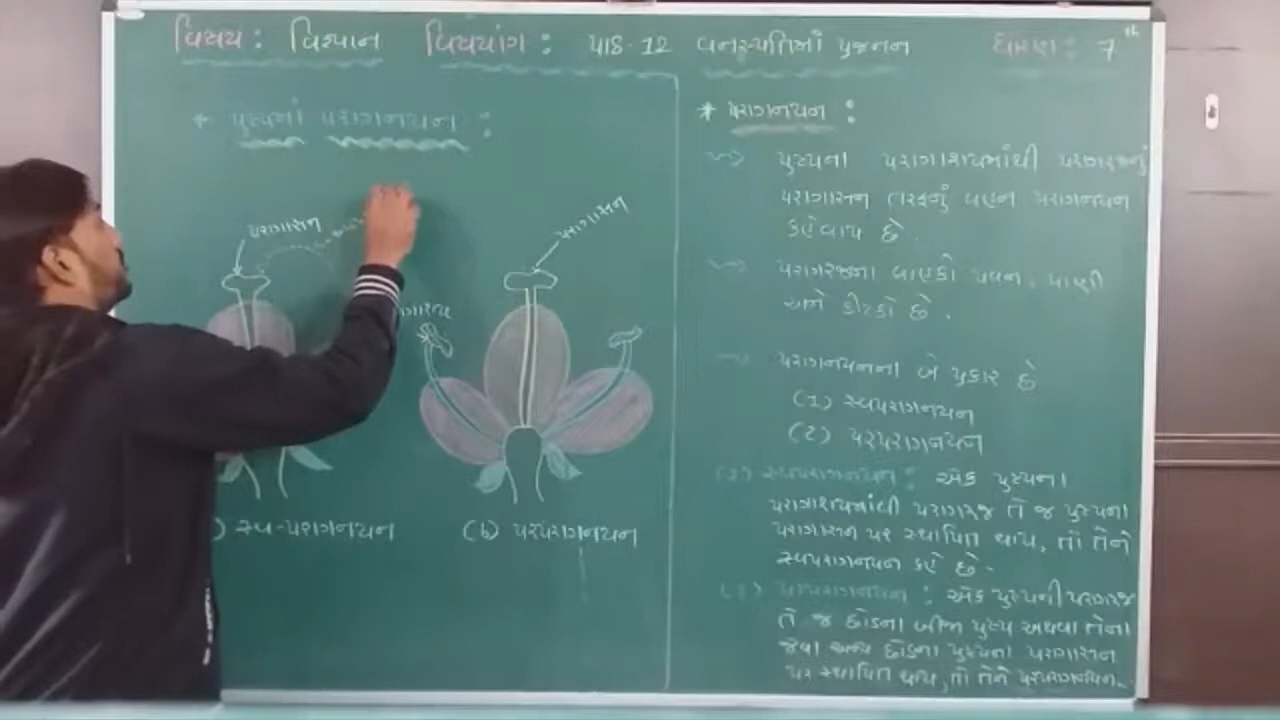 વિષય : વિજ્ઞાન વિષયાંગ : પાઠ-12 વનસ્પતિમાં પ્રજનન ધોરણ : 7th
* પુષ્પમાં પરાગનયન :
પરાગાસન
પરાગાસન
(b) પરપરાગનયન
સ્વ-પરાગનયન
* પરાગનયન :
પુષ્પના પરાગાશયમાંથી પરાગરજનું
પરાગાસન તરફનું વહન પરાગનયન
કહેવાય છે.
પરાગરજના વાહકો પવન, પાણી
અને કીટકો છે.
પરાગનયનના બે પ્રકાર છે
(1) સ્વપરાગનયન
(2) પરપરાગનયન
(1) સ્વપરાગનયન : એક પુષ્પના
પરાગાશયમાંથી પરાગરજ તે જ પુષ્પના
પરાગાસન પર સ્થાપિત થાય, તો તેને
સ્વપરાગનયન કહે છે.
(2) પરપરાગનયન : એક પુષ્પની પરાગરજ
તે જ છોડના બીજા પુષ્પ અથવા તેના
જેવા અન્ય છોડના પુષ્પના પરાગાસન
પર સ્થાપિત થાય, તો તેને પરપરાગનયન